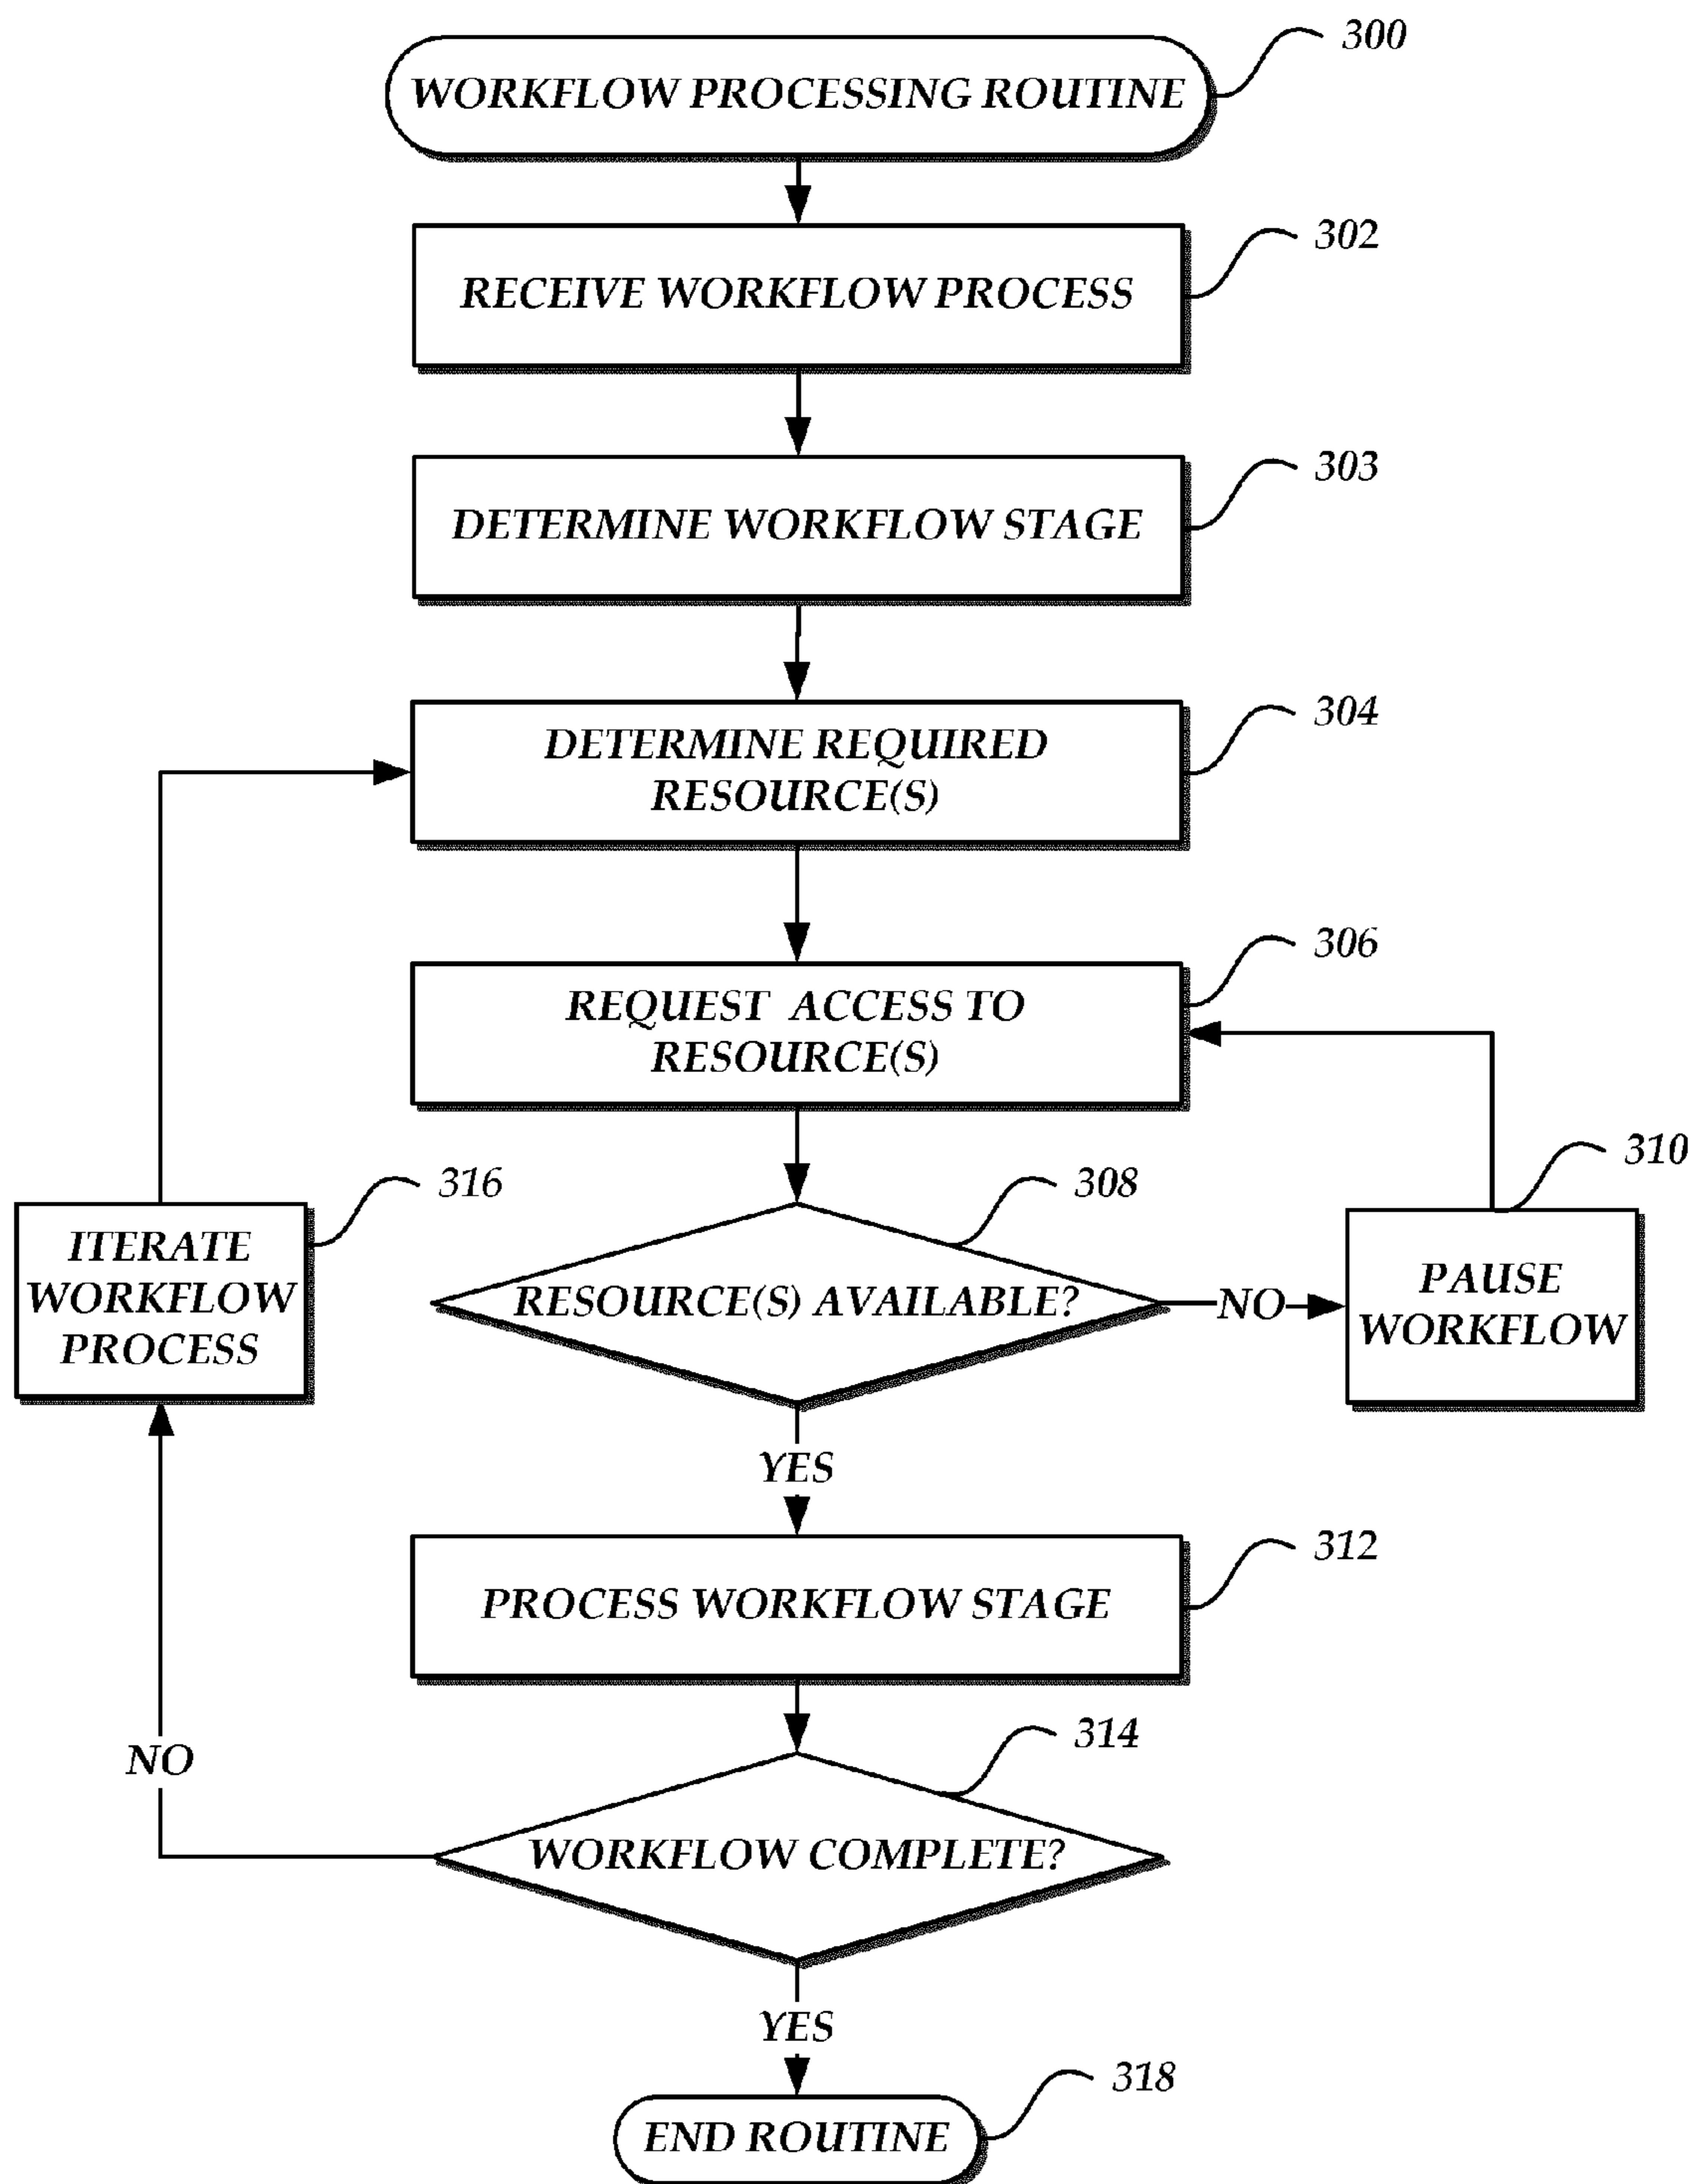 300
WORKFLOW PROCESSING ROUTINE
302
RECEIVE WORKFLOW PROCESS
303
DETERMINE WORKFLOW STAGE
304
DETERMINE REQUIRED
RESOURCE(S)
306
REQUEST ACCESS TO
RESOURCE(S)
310
316
308
ITERATE
WORKFLOW
PROCESS
RESOURCE(S) AVAILABLE?
NO
PAUSE
WORKFLOW
YES
312
PROCESS WORKFLOW STAGE
314
NO
WORKFLOW COMPLETE?
YES
318
END ROUTINE